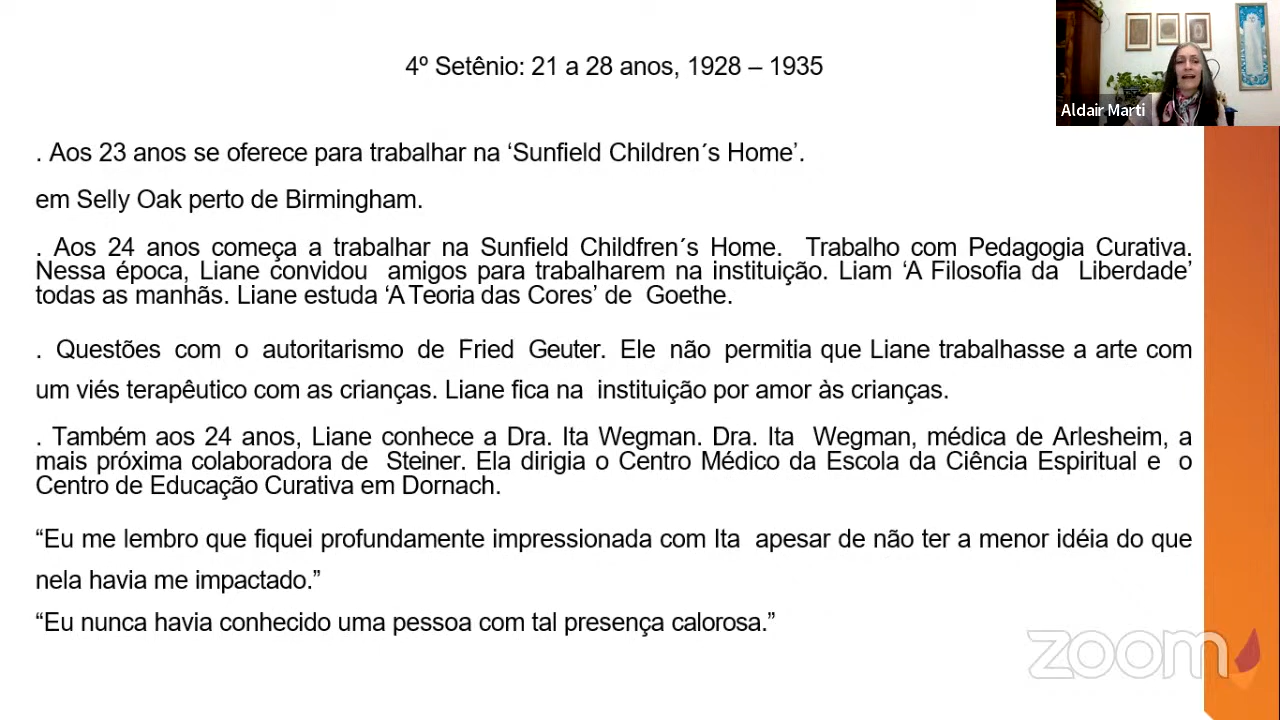 4º Setênio: 21 a 28 anos, 1928 – 1935
Aldair Marti
. Aos 23 anos se oferece para trabalhar na ‘Sunfield Children´s Home’.
em Selly Oak perto de Birmingham.
. Aos 24 anos começa a trabalhar na Sunfield Childfren´s Home. Trabalho com Pedagogia Curativa.
Nessa época, Liane convidou amigos para trabalharem na instituição. Liam ‘A Filosofia da Liberdade’
todas as manhãs. Liane estuda ‘A Teoria das Cores’ de Goethe.
. Questões com o autoritarismo de Fried Geuter. Ele não permitia que Liane trabalhasse a arte com
um viés terapêutico com as crianças. Liane fica na instituição por amor às crianças.
. Também aos 24 anos, Liane conhece a Dra. Ita Wegman. Dra. Ita Wegman, médica de Arlesheim, a
mais próxima colaboradora de Steiner. Ela dirigia o Centro Médico da Escola da Ciência Espiritual e o
Centro de Educação Curativa em Dornach.
“Eu me lembro que fiquei profundamente impressionada com Ita apesar de não ter a menor idéia do que
nela havia me impactado.”
“Eu nunca havia conhecido uma pessoa com tal presença calorosa.”
zoom